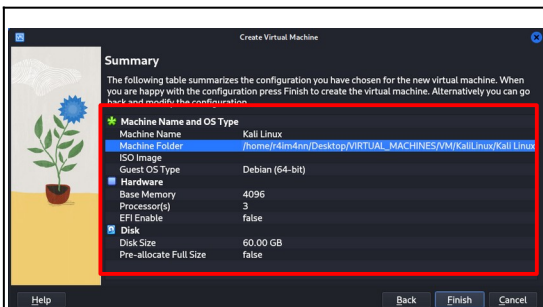 Create Virtual Machine
Summary
The following table summarizes the configuration you have chosen for the new virtual machine. When
you are happy with the configuration press Finish to create the virtual machine. Alternatively you can go
back and modify the configuration.
Machine Name and OS Type
Machine Name Kali Linux
Machine Folder /home/r4im4nn/Desktop/VIRTUAL_MACHINES/VM/KaliLinux/Kali Linux
ISO Image
Guest OS Type Debian (64-bit)
Hardware
Base Memory 4096
Processor(s) 3
EFI Enable false
Disk
Disk Size 60.00 GB
Pre-allocate Full Size false
Help Back Finish Cancel